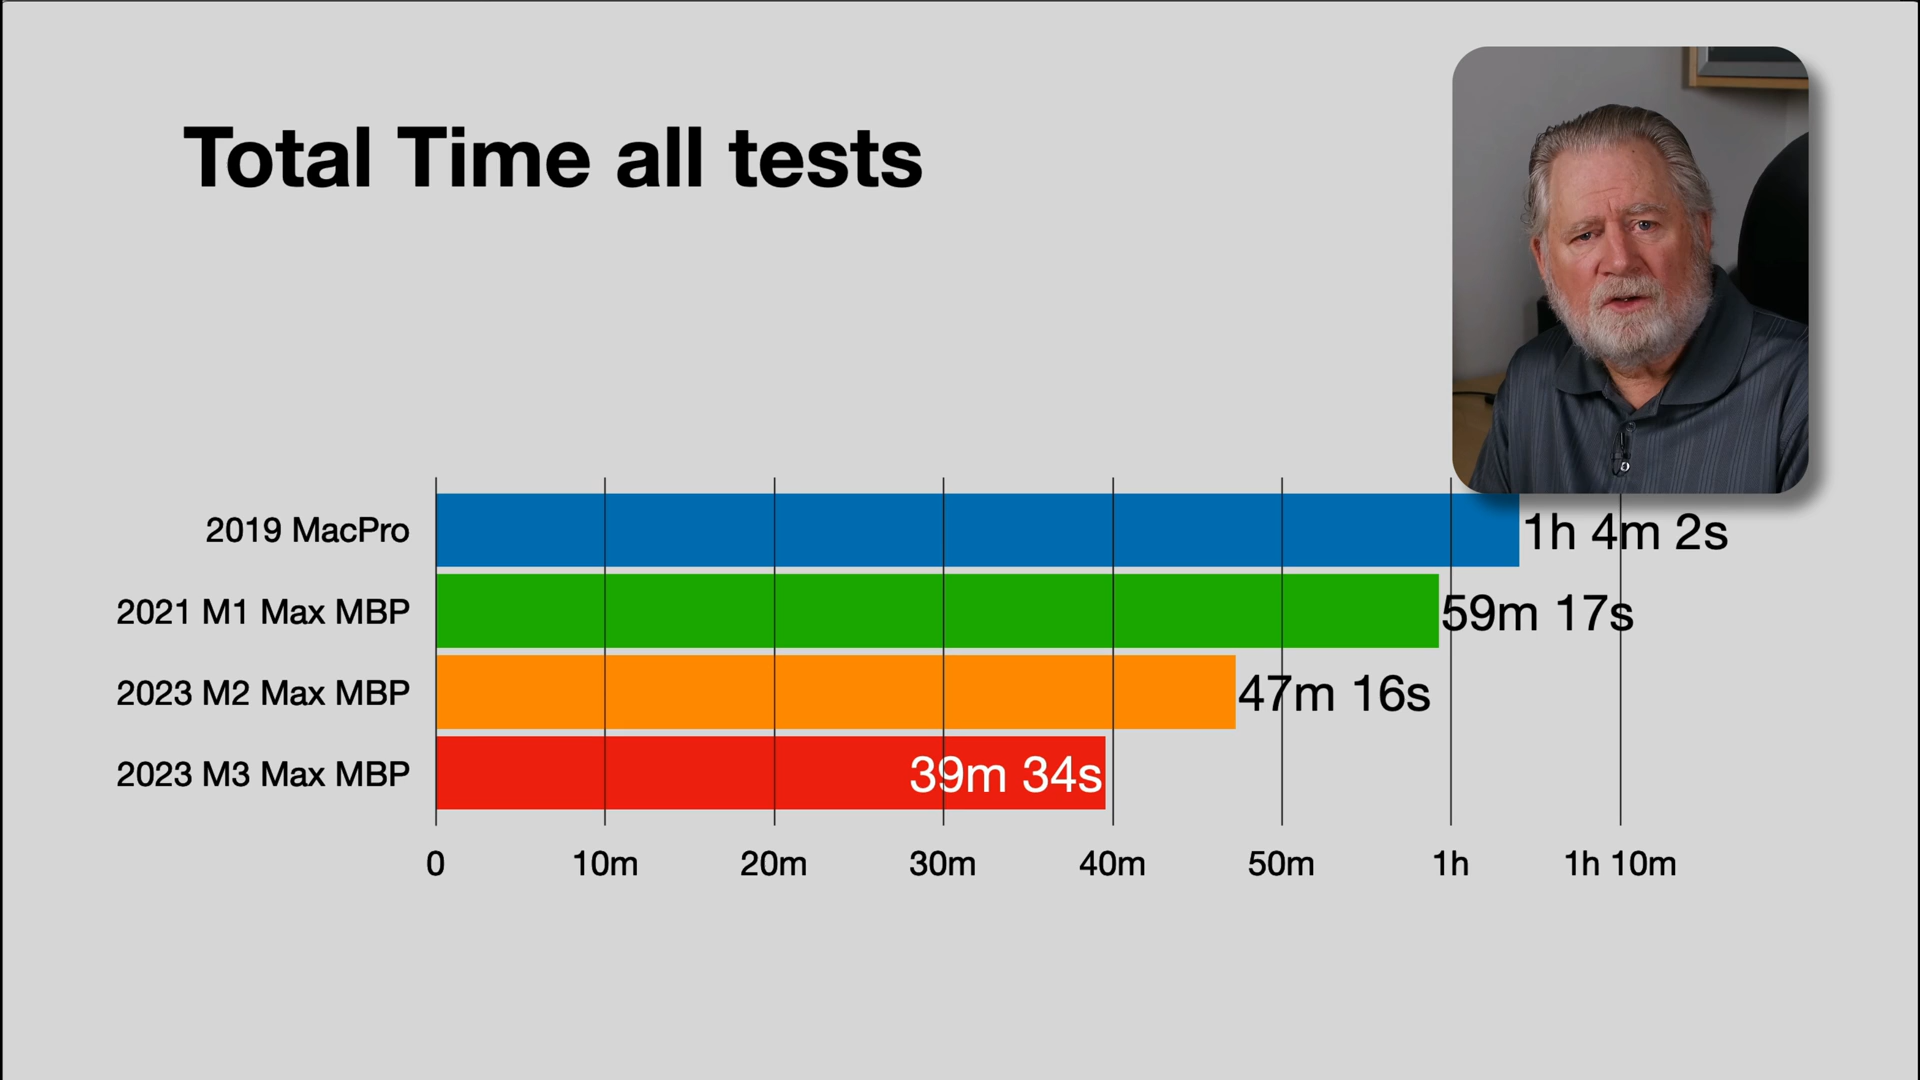 Total Time all tests
2019 MacPro
1h 4m 2s
2021 M1 Max MBP
59m 17s
2023 M2 Max MBP
47m 16s
2023 M3 Max MBP
39m 34s
0 10m 20m 30m 40m 50m 1h 1h 10m